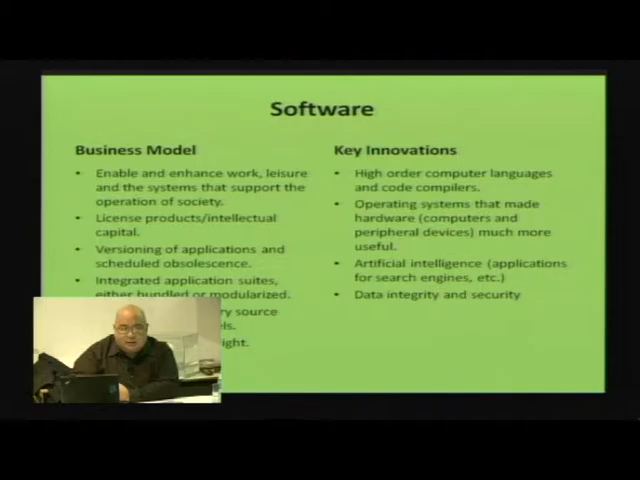 Software
Business Model
• Enable and enhance work, leisure
and the systems that support the
operation of society.
• License products/intellectual
capital.
• Versioning of applications and
scheduled obsolescence.
• Integrated application suites,
either bundled or modularized.
source
Key Innovations
• High order computer languages
and code compilers.
• Operating systems that made
hardware (computers and
peripheral devices) much more
useful.
• Artificial intelligence (applications
for search engines, etc.)
• Data integrity and security